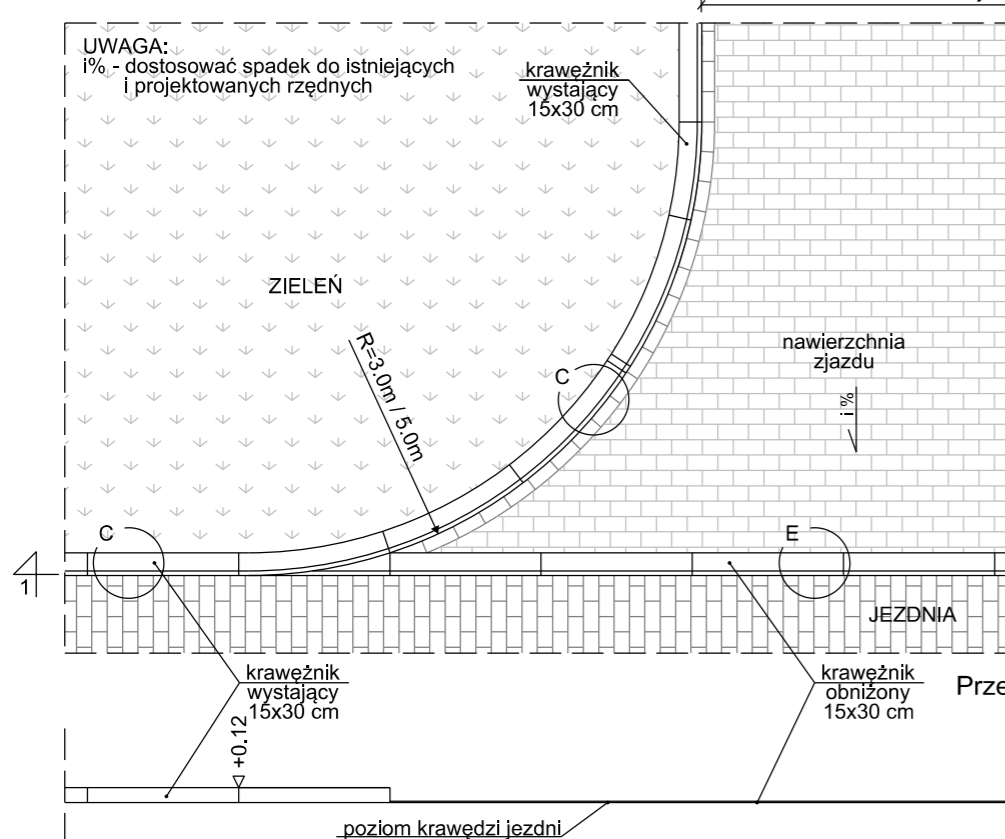 UWAGA:
i% - dostosować spadek do istniejących
i projektowanych rzędnych
krawężnik
wystający
15x30 cm
ZIELEŃ
R=3.0m / 5.0m
C
nawierzchnia
zjazdu
i %
C
E
1
JEZDNIA
krawężnik
wystający
15x30 cm
+0.12
krawężnik
obniżony
15x30 cm
Prze
poziom krawędzi jezdni